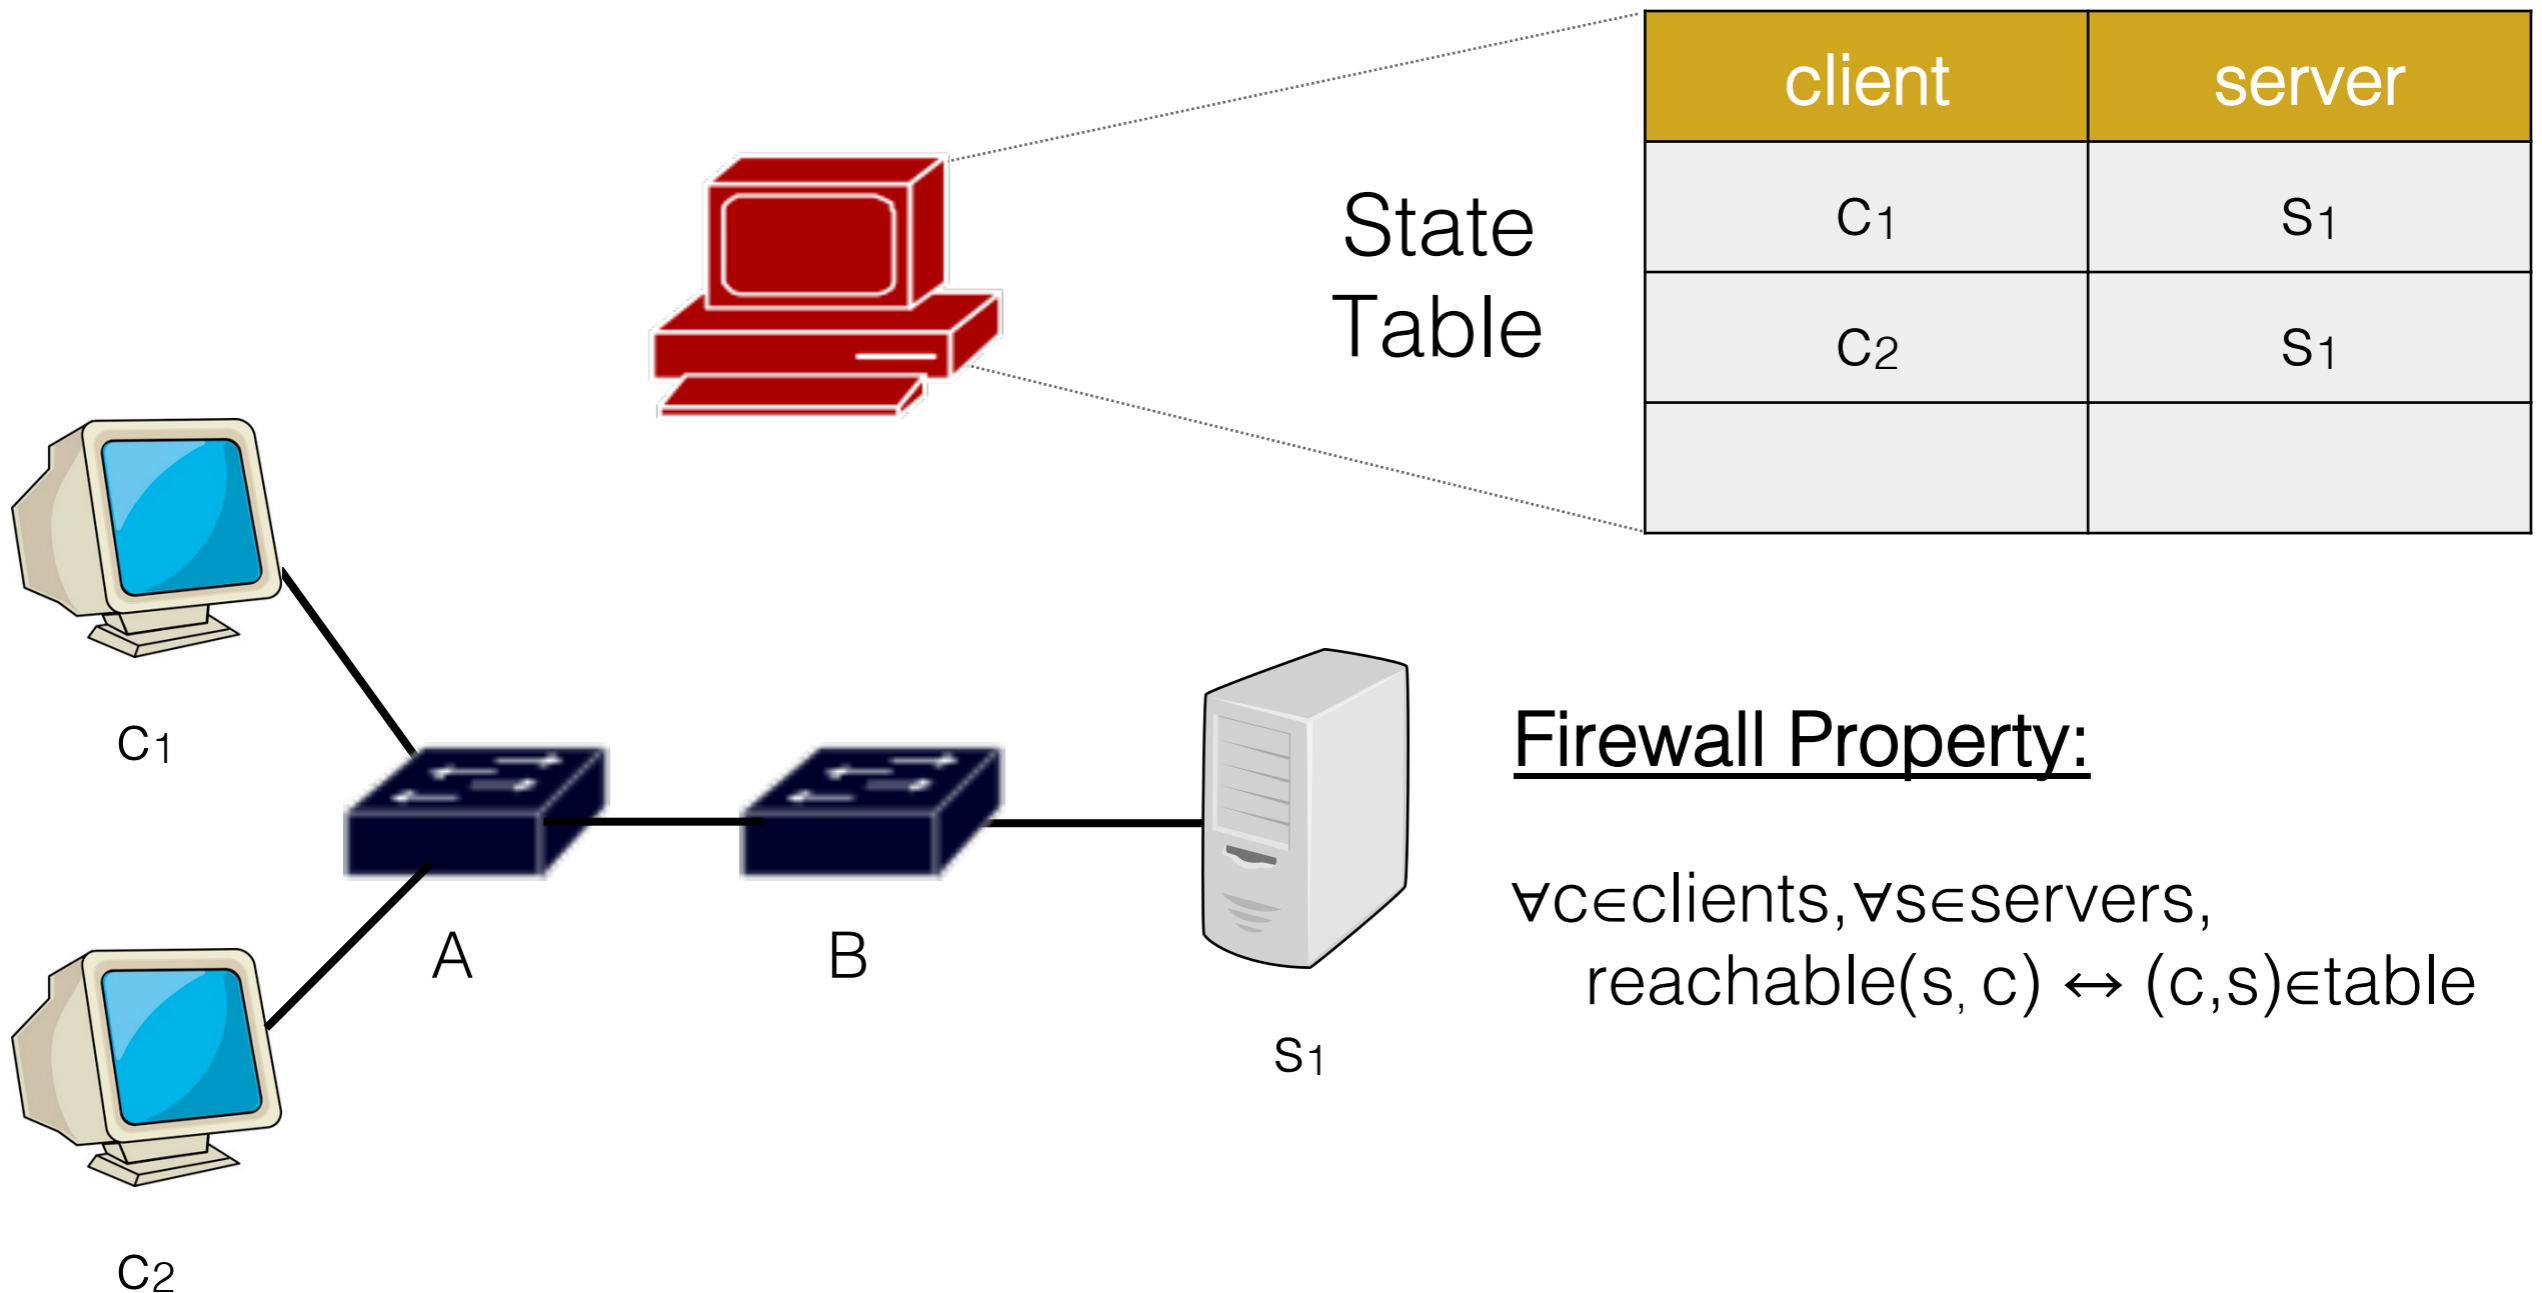 client server
C1 S1
C2 S1
State
Table
C1
A
B
S1
C2
Firewall Property:
∀c∈clients,∀s∈servers,
reachable(s, c) ↔ (c,s)∈table